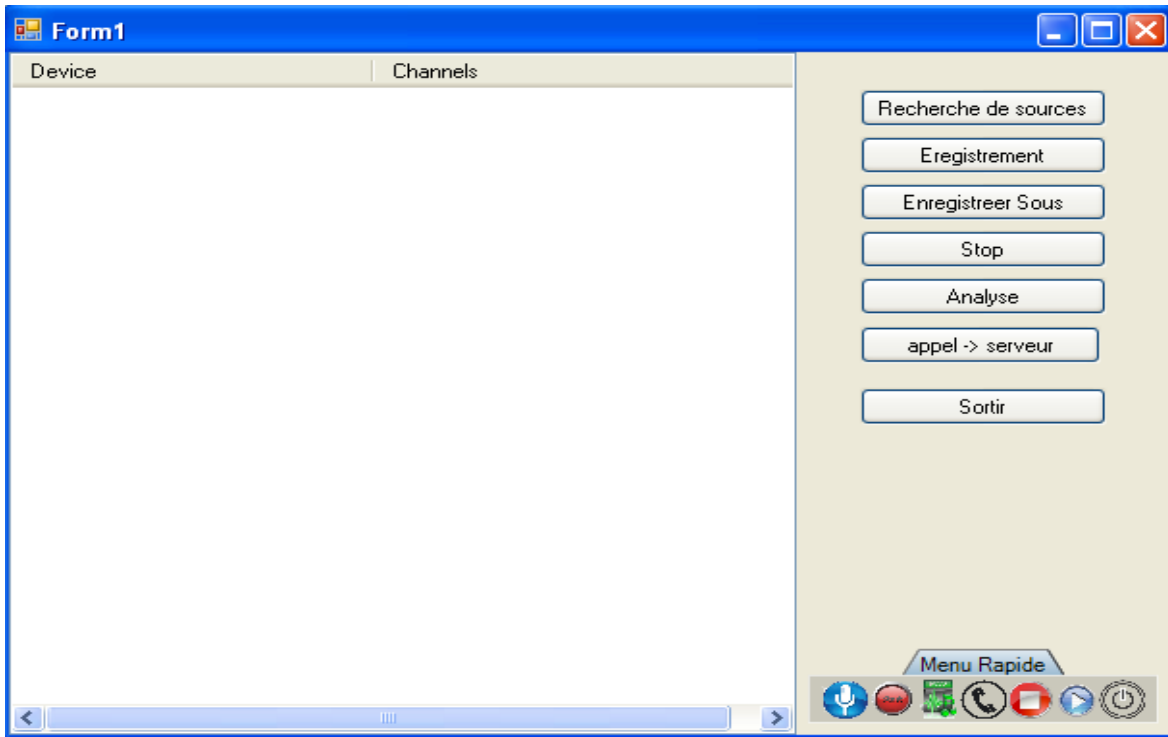 Form1
Device Channels
Recherche de sources
Eregistrement
Enregistreer Sous
Stop
Analyse
appel -> serveur
Sortir
Menu Rapide